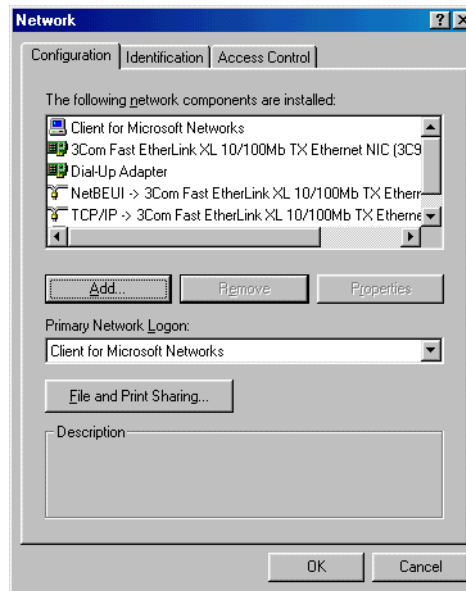 Network
Configuration Identification Access Control
The following network components are installed:
Client for Microsoft Networks
3Com Fast EtherLink XL 10/100Mb TX Ethernet NIC (3C9
Dial-Up Adapter
NetBEUI -> 3Com Fast EtherLink XL 10/100Mb TX Ethern
TCP/IP -> 3Com Fast EtherLink XL 10/100Mb TX Etherne
Add... Remove Properties
Primary Network Logon:
Client for Microsoft Networks
File and Print Sharing...
Description
OK Cancel